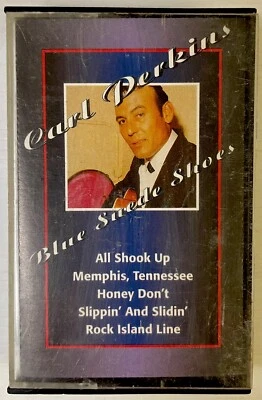 Carl Perkins
Blue Suede Shoes
All Shook Up
Memphis, Tennessee
Honey Don't
Slippin' And Slidin'
Rock Island Line